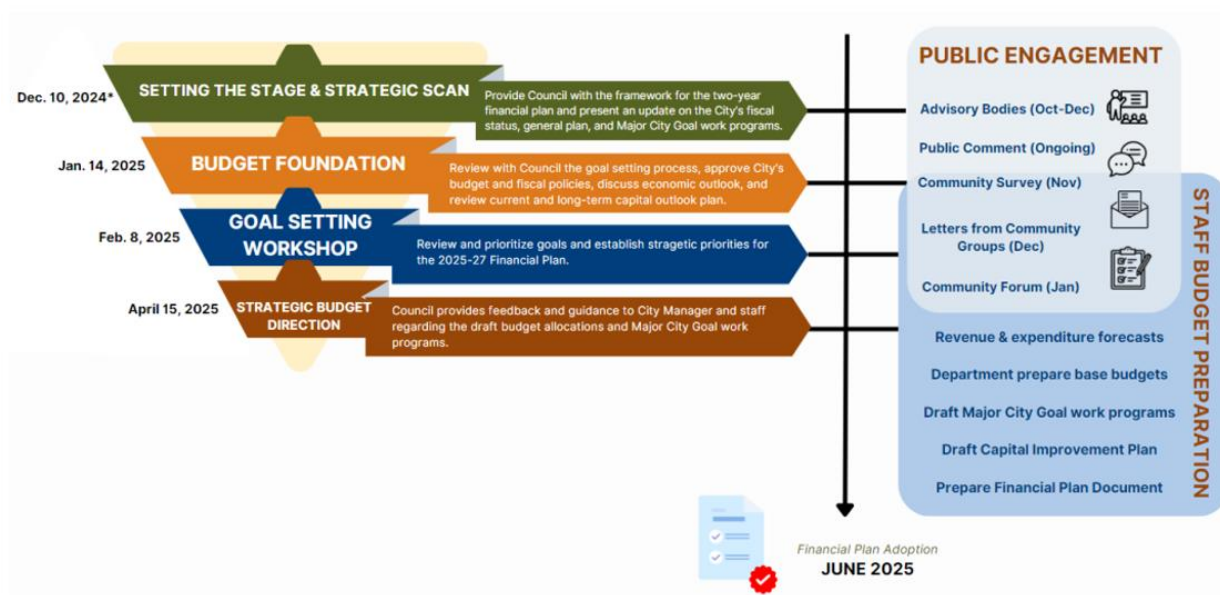 Dec. 10, 2024*
SETTING THE STAGE & STRATEGIC SCAN
Provide Council with the framework for the two-year
financial plan and present an update on the City's fiscal
status, general plan, and Major City Goal work programs.
Jan. 14, 2025
BUDGET FOUNDATION
Review with Council the goal setting process, approve City's
budget and fiscal policies, discuss economic outlook, and
review current and long-term capital outlook plan.
Feb. 8, 2025
GOAL SETTING
WORKSHOP
Review and prioritize goals and establish stragetic priorities for
the 2025-27 Financial Plan.
April 15, 2025
STRATEGIC BUDGET
DIRECTION
Council provides feedback and guidance to City Manager and staff
regarding the draft budget allocations and Major City Goal work
programs.
PUBLIC ENGAGEMENT
Advisory Bodies (Oct-Dec)
Public Comment (Ongoing)
Community Survey (Nov)
Letters from Community
Groups (Dec)
Community Forum (Jan)
STAFF BUDGET PREPARATION
Revenue & expenditure forecasts
Department prepare base budgets
Draft Major City Goal work programs
Draft Capital Improvement Plan
Prepare Financial Plan Document
Financial Plan Adoption
JUNE 2025